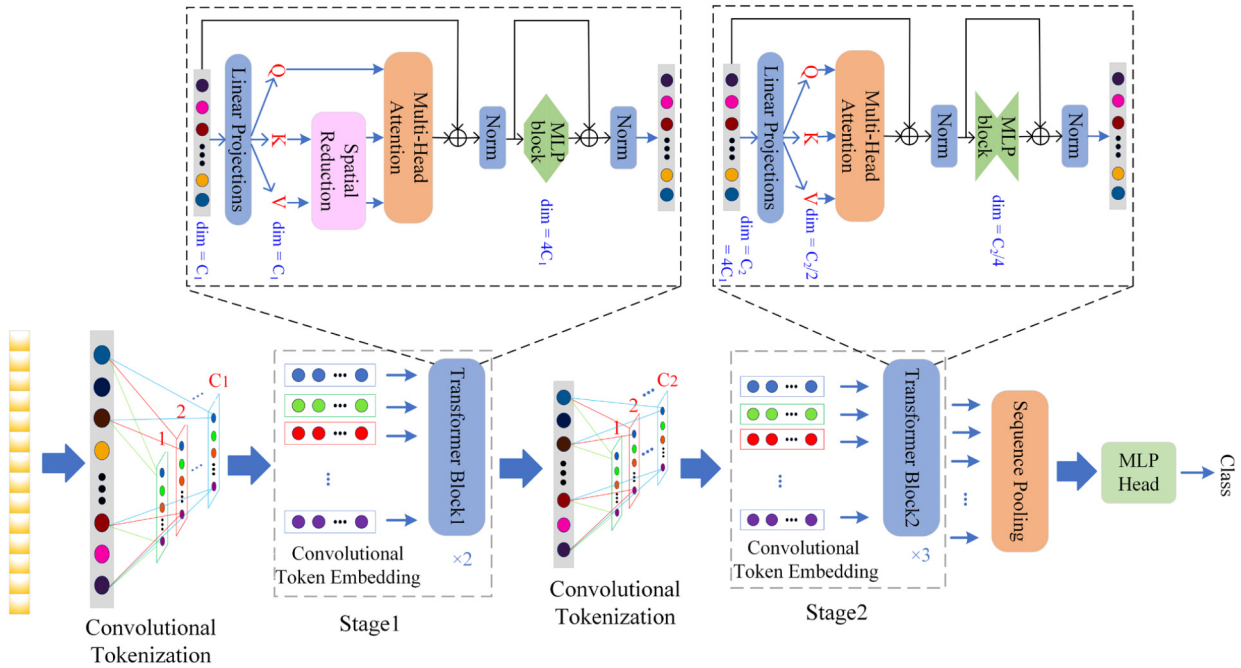 Linear Projections
Q
K
V
Spatial
Reduction
Multi-Head
Attention
Norm
MLP
block
Norm
dim = C₁
dim = C₁
dim = 4C₁
Linear Projections
Q
K
V
Multi-Head
Attention
Norm
MLP
block
Norm
dim = C₂
= 4C₁
dim = C₂/2
dim = C₂/4
1
2
C1
Convolutional
Tokenization
Transformer Block1
×2
Convolutional
Token Embedding
Stage1
1
2
C2
Convolutional
Tokenization
Transformer Block2
×3
Convolutional
Token Embedding
Stage2
Sequence Pooling
MLP
Head
Class